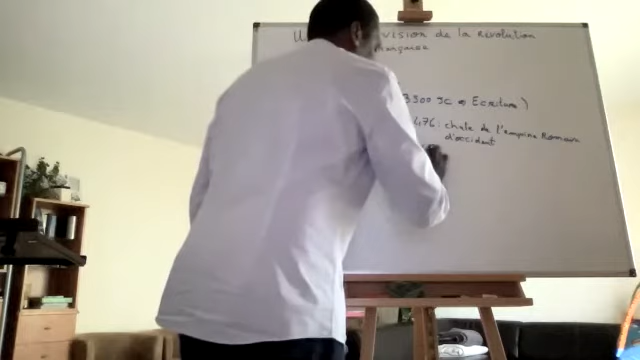 vision de la révolution
française
3300 JC → Ecriture)
476 : chute de l'empire Romain
d'occident